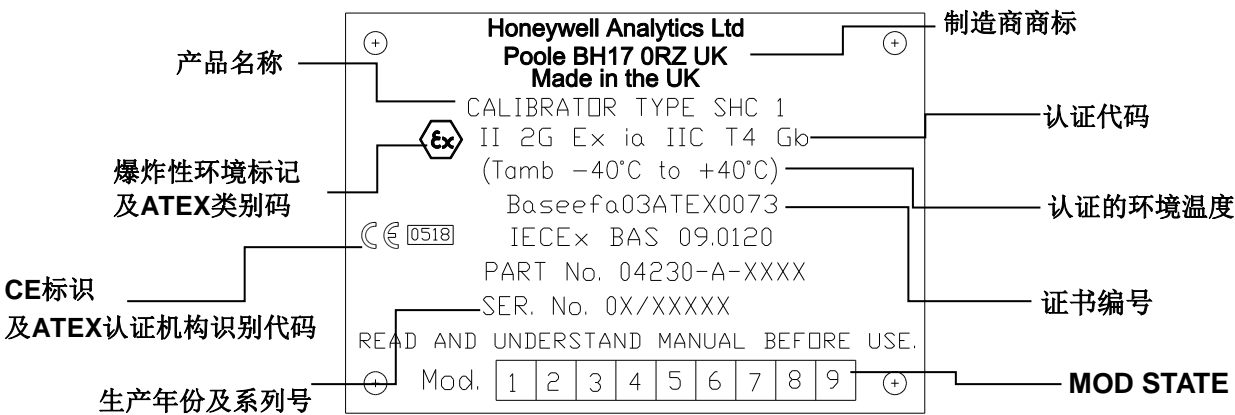 Honeywell Analytics Ltd
Poole BH17 0RZ UK
Made in the UK
CALIBRATOR TYPE SHC 1
Ex II 2G Ex ia IIC T4 Gb
(Tamb -40°C to +40°C)
Baseefa03ATEX0073
CE 0518 IECEx BAS 09.0120
PART No. 04230-A-XXXX
SER. No. 0X/XXXXX
READ AND UNDERSTAND MANUAL BEFORE USE.
Mod. 1 2 3 4 5 6 7 8 9
产品名称
爆炸性环境标记
及ATEX类别码
CE标识
及ATEX认证机构识别代码
生产年份及系列号
制造商商标
认证代码
认证的环境温度
证书编号
MOD STATE